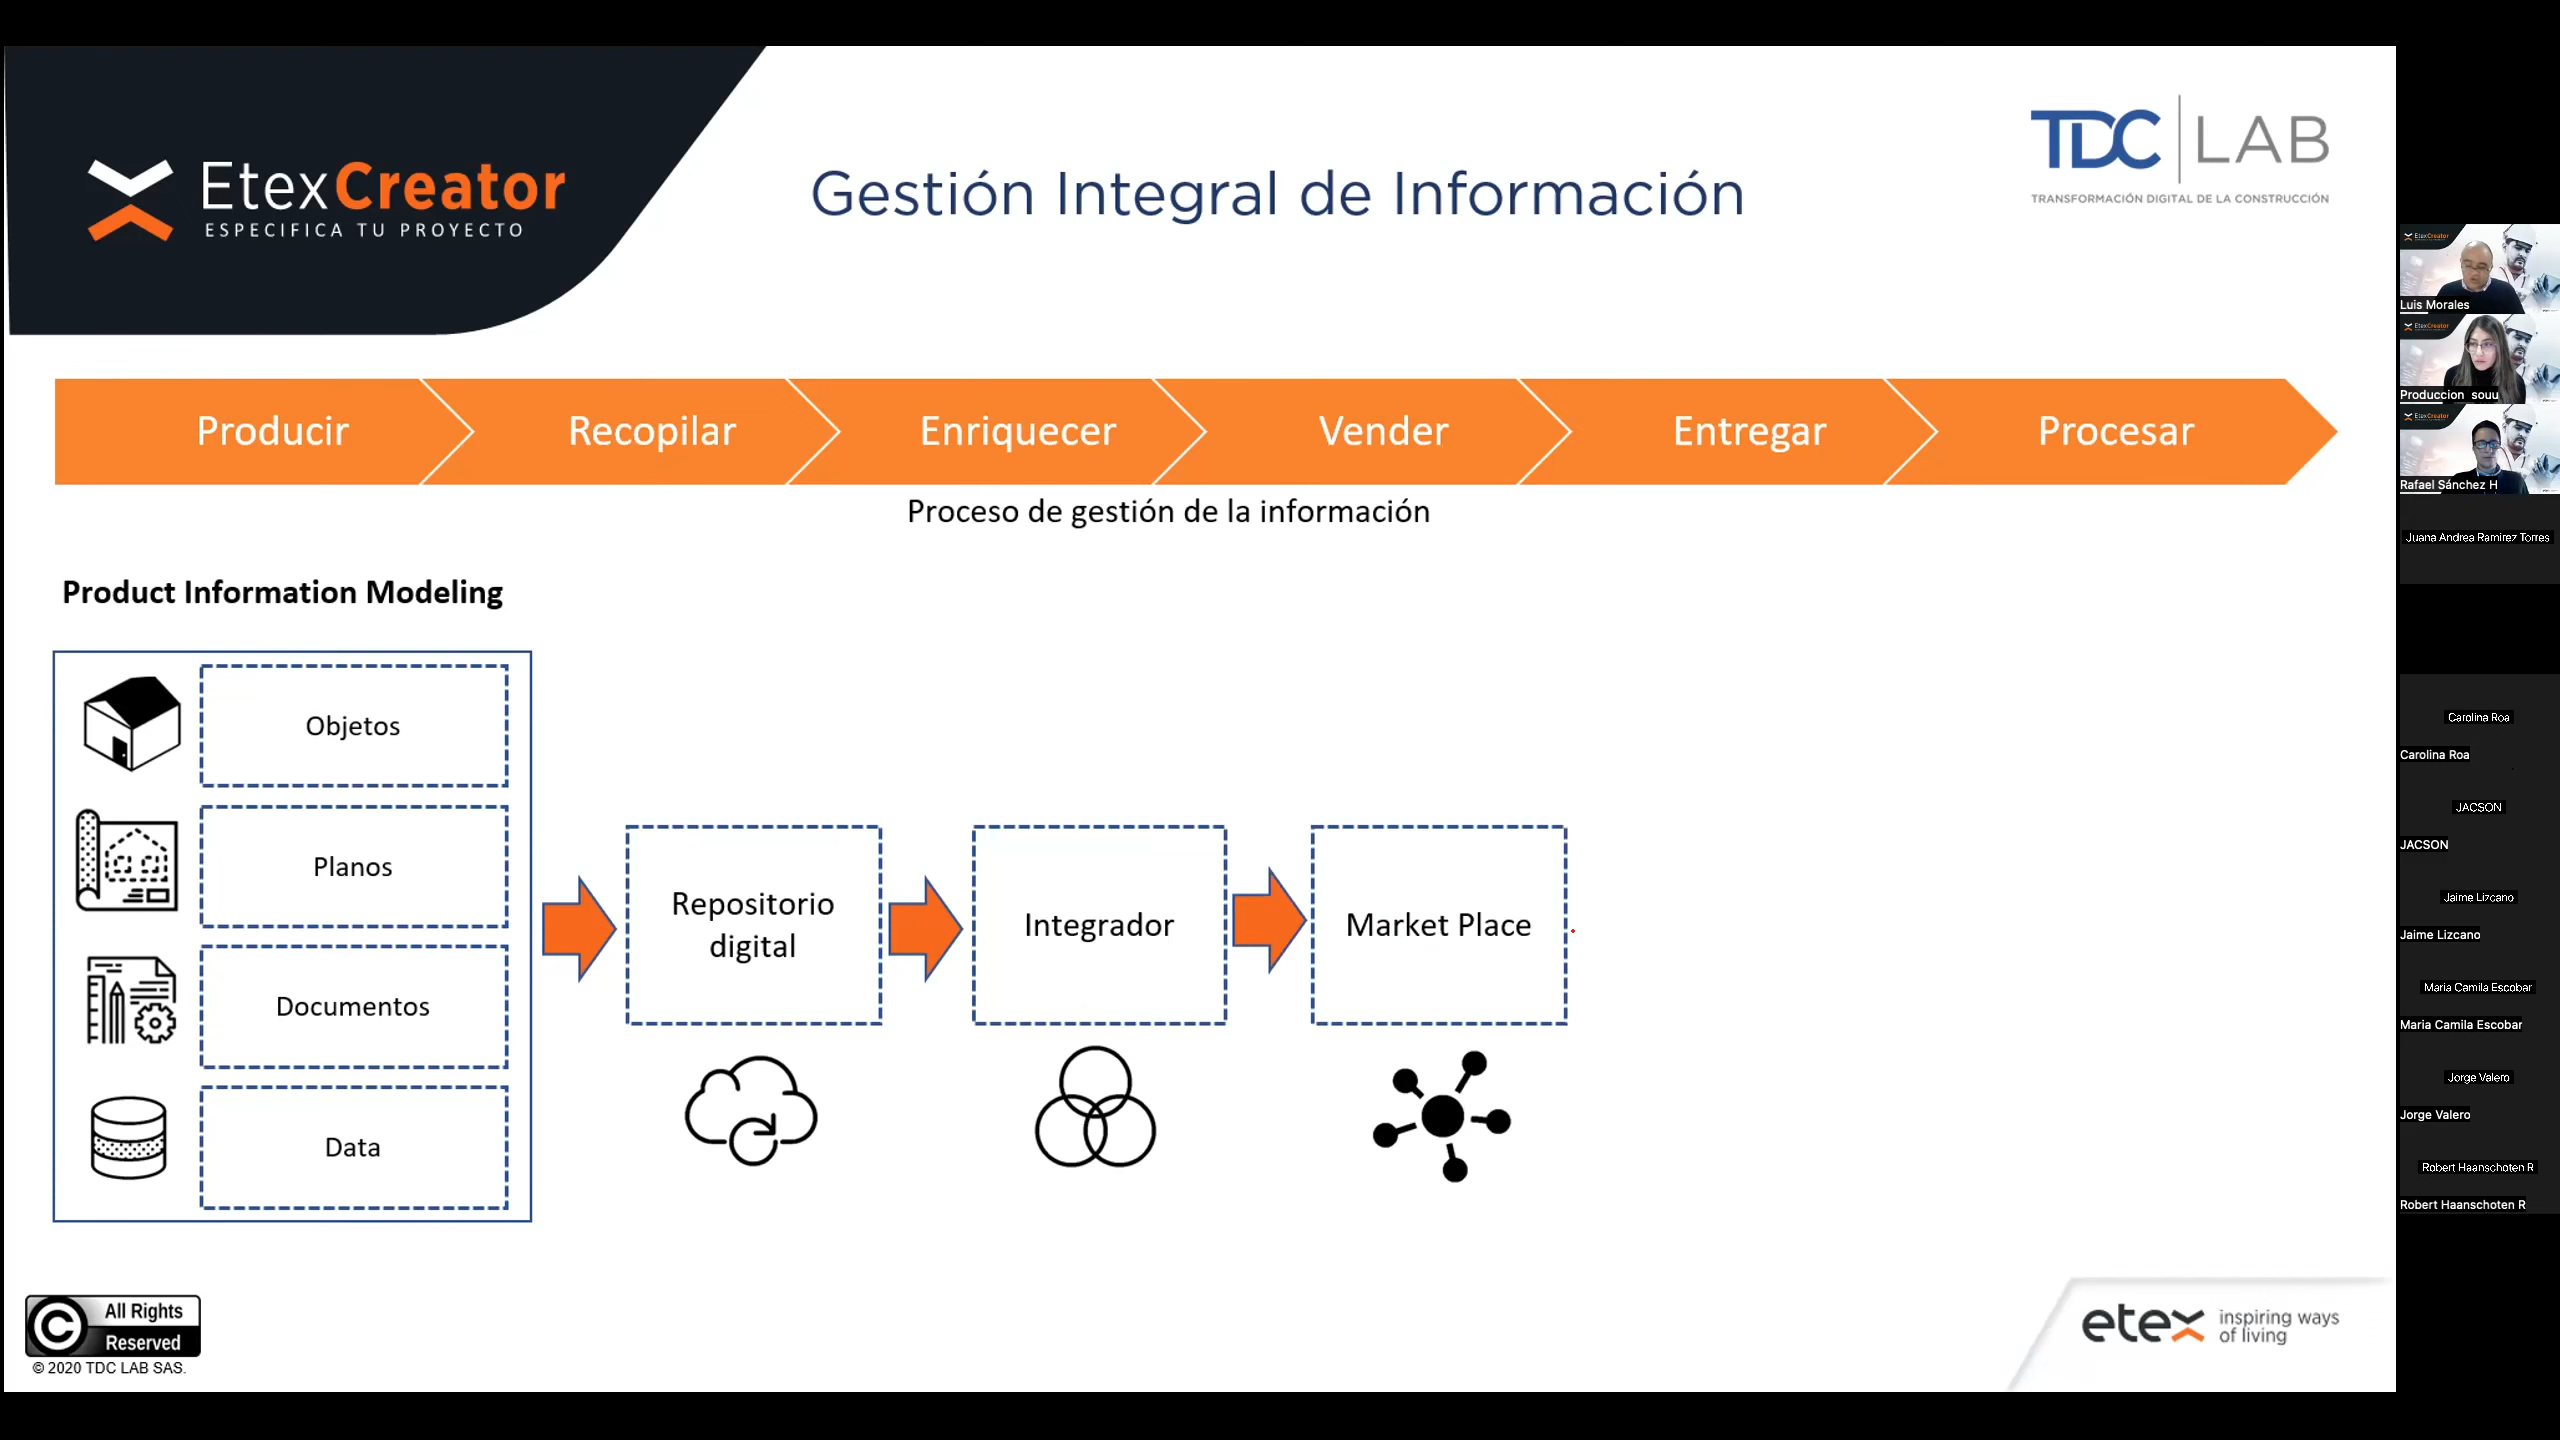 EtexCreator
ESPECIFICA TU PROYECTO
Gestión Integral de Información
TDC LAB
TRANSFORMACIÓN DIGITAL DE LA CONSTRUCCIÓN
Producir
Recopilar
Enriquecer
Vender
Entregar
Procesar
Proceso de gestión de la información
Product Information Modeling
Objetos
Planos
Documentos
Data
Repositorio
digital
Integrador
Market Place
C All Rights
Reserved
© 2020 TDC LAB SAS.
etex inspiring ways
of living
EtexCreator
Luis Morales
EtexCreator
Produccion souu
EtexCreator
Rafael Sánchez H
Juana Andrea Ramirez Torres
Carolina Roa
Carolina Roa
JACSON
JACSON
Jaime Lizcano
Jaime Lizcano
Maria Camila Escobar
Maria Camila Escobar
Jorge Valero
Jorge Valero
Robert Haanschoten R
Robert Haanschoten R